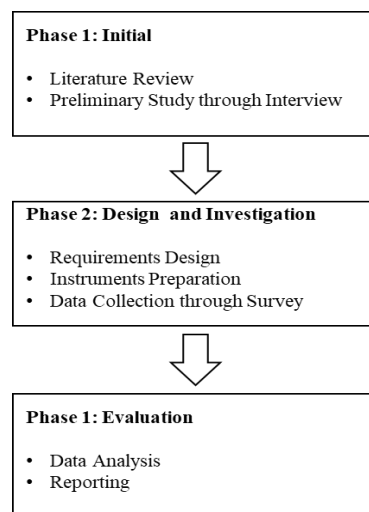 Phase 1: Initial
• Literature Review
• Preliminary Study through Interview
Phase 2: Design and Investigation
• Requirements Design
• Instruments Preparation
• Data Collection through Survey
Phase 1: Evaluation
• Data Analysis
• Reporting